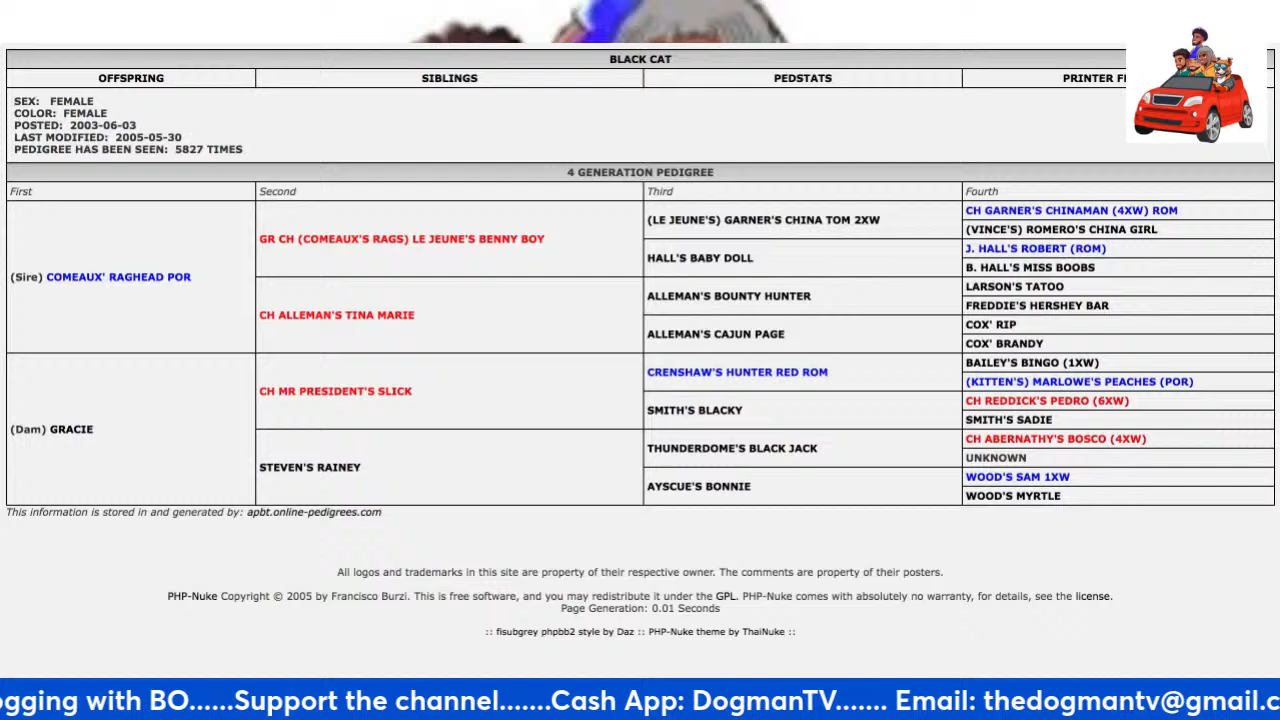 BLACK CAT
OFFSPRING SIBLINGS PEDSTATS PRINTER
SEX: FEMALE
COLOR: FEMALE
POSTED: 2003-06-03
LAST MODIFIED: 2005-05-30
PEDIGREE HAS BEEN SEEN: 5827 TIMES
4 GENERATION PEDIGREE
First Second Third Fourth
(Sire) COMEAUX' RAGHEAD POR
(Dam) GRACIE
GR CH (COMEAUX'S RAGS) LE JEUNE'S BENNY BOY
CH ALLEMAN'S TINA MARIE
CH MR PRESIDENT'S SLICK
STEVEN'S RAINEY
(LE JEUNE'S) GARNER'S CHINA TOM 2XW
HALL'S BABY DOLL
ALLEMAN'S BOUNTY HUNTER
ALLEMAN'S CAJUN PAGE
CRENSHAW'S HUNTER RED ROM
SMITH'S BLACKY
THUNDERDOME'S BLACK JACK
AYSCUE'S BONNIE
CH GARNER'S CHINAMAN (4XW) ROM
(VINCE'S) ROMERO'S CHINA GIRL
J. HALL'S ROBERT (ROM)
B. HALL'S MISS BOOBS
LARSON'S TATOO
FREDDIE'S HERSHEY BAR
COX' RIP
COX' BRANDY
BAILEY'S BINGO (1XW)
(KITTEN'S) MARLOWE'S PEACHES (POR)
CH REDDICK'S PEDRO (6XW)
SMITH'S SADIE
CH ABERNATHY'S BOSCO (4XW)
UNKNOWN
WOOD'S SAM 1XW
WOOD'S MYRTLE
This information is stored in and generated by: apbt.online-pedigrees.com
All logos and trademarks in this site are property of their respective owner. The comments are property of their posters.
PHP-Nuke Copyright © 2005 by Francisco Burzi. This is free software, and you may redistribute it under the GPL. PHP-Nuke comes with absolutely no warranty, for details, see the license.
Page Generation: 0.01 Seconds
:: fisubgrey phpbb2 style by Daz :: PHP-Nuke theme by ThaiNuke ::
ogging with BO......Support the channel.......Cash App: DogmanTV....... Email: thedogmantv@gmail.c